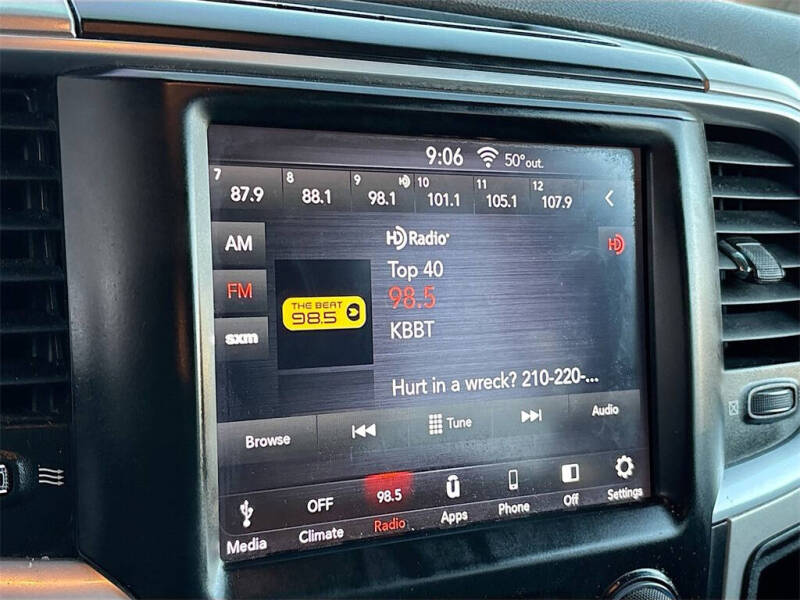 9:06 50°out.
7 87.9 8 88.1 9 98.1 HD 10 101.1 11 105.1 12 107.9
AM
HD Radio
HD
FM
Top 40
98.5
THE BEAT
98.5
KBBT
sxm
Hurt in a wreck? 210-220-...
Browse Tune Audio
OFF 98.5
Media Climate Radio Apps Phone Off Settings